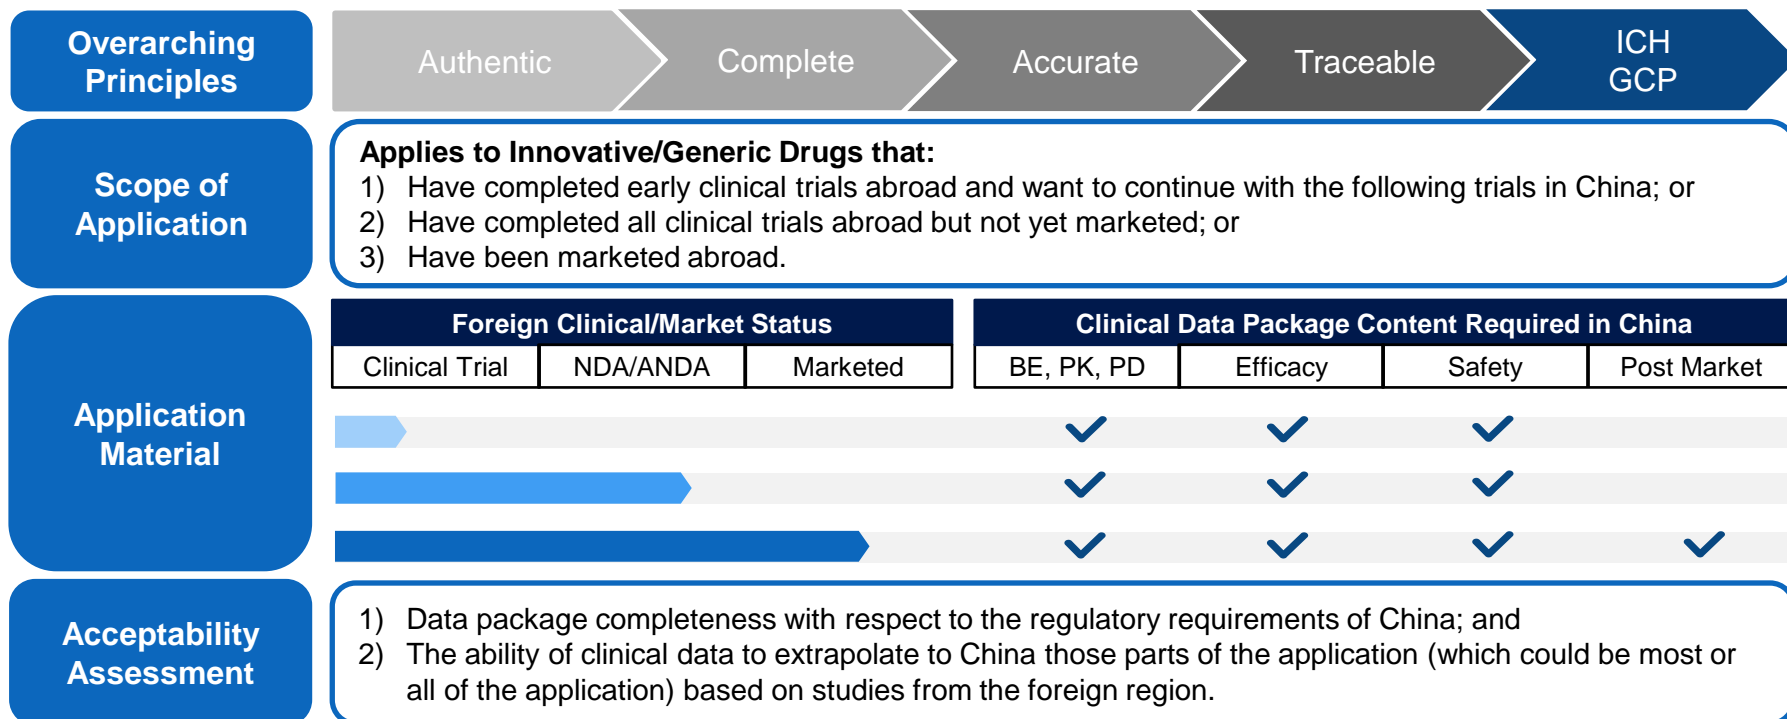 Overarching
Principles
Authentic
Complete
Accurate
Traceable
ICH
GCP
Scope of
Application
Applies to Innovative/Generic Drugs that:
1) Have completed early clinical trials abroad and want to continue with the following trials in China; or
2) Have completed all clinical trials abroad but not yet marketed; or
3) Have been marketed abroad.
Application
Material
Foreign Clinical/Market Status
Clinical Data Package Content Required in China
Clinical Trial
NDA/ANDA
Marketed
BE, PK, PD
Efficacy
Safety
Post Market
Acceptability
Assessment
1) Data package completeness with respect to the regulatory requirements of China; and
2) The ability of clinical data to extrapolate to China those parts of the application (which could be most or
all of the application) based on studies from the foreign region.